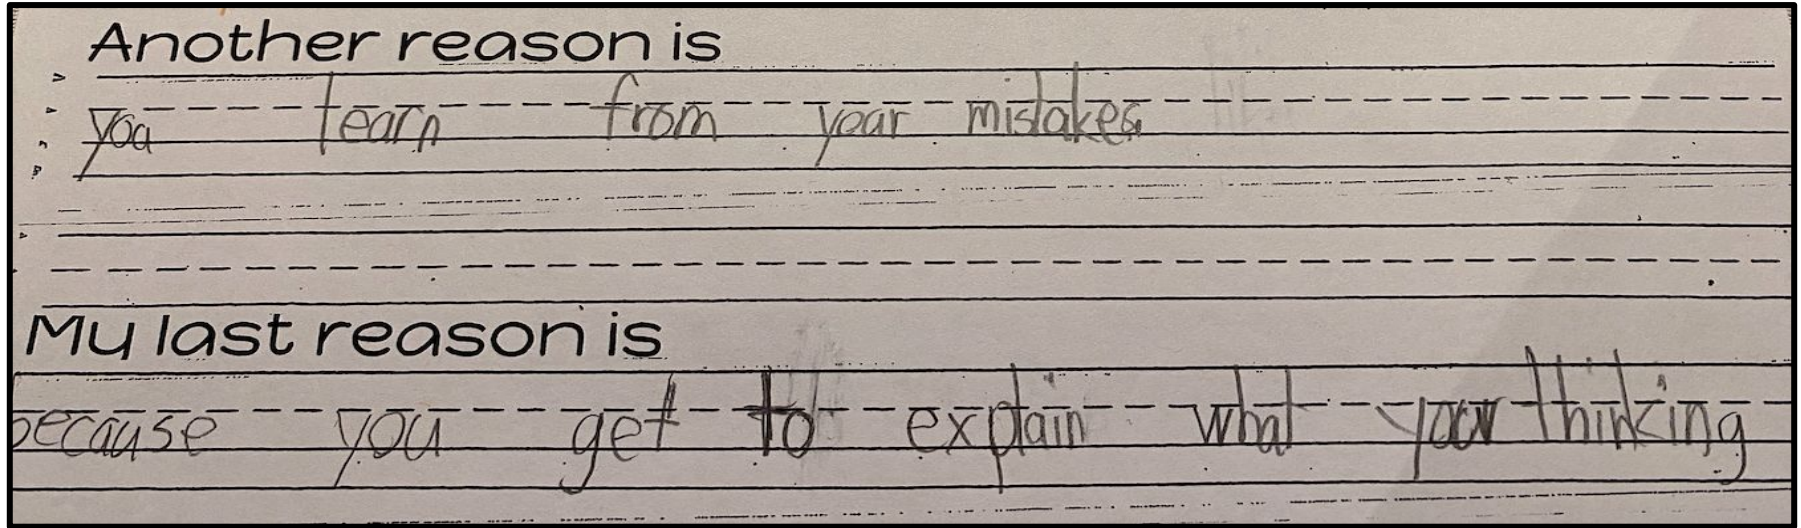 Another reason is
you learn from your mistakes.
My last reason is
because you get to explain what your thinking